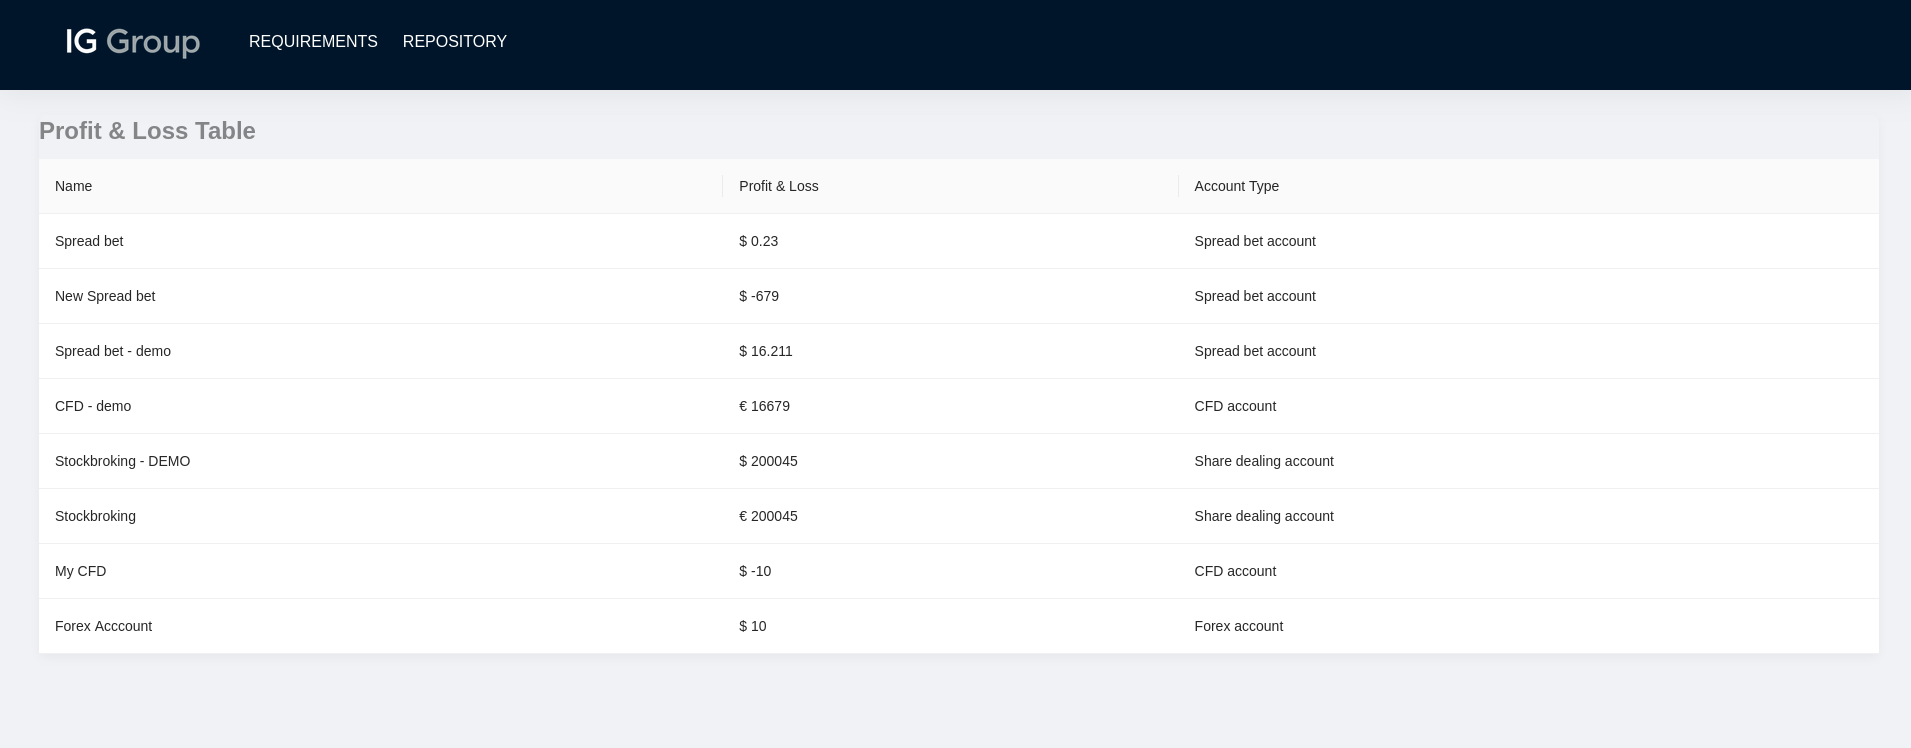 IG Group REQUIREMENTS REPOSITORY
Profit & Loss Table
Name Profit & Loss Account Type
Spread bet $ 0.23 Spread bet account
New Spread bet $ -679 Spread bet account
Spread bet - demo $ 16.211 Spread bet account
CFD - demo € 16679 CFD account
Stockbroking - DEMO $ 200045 Share dealing account
Stockbroking € 200045 Share dealing account
My CFD $ -10 CFD account
Forex Acccount $ 10 Forex account